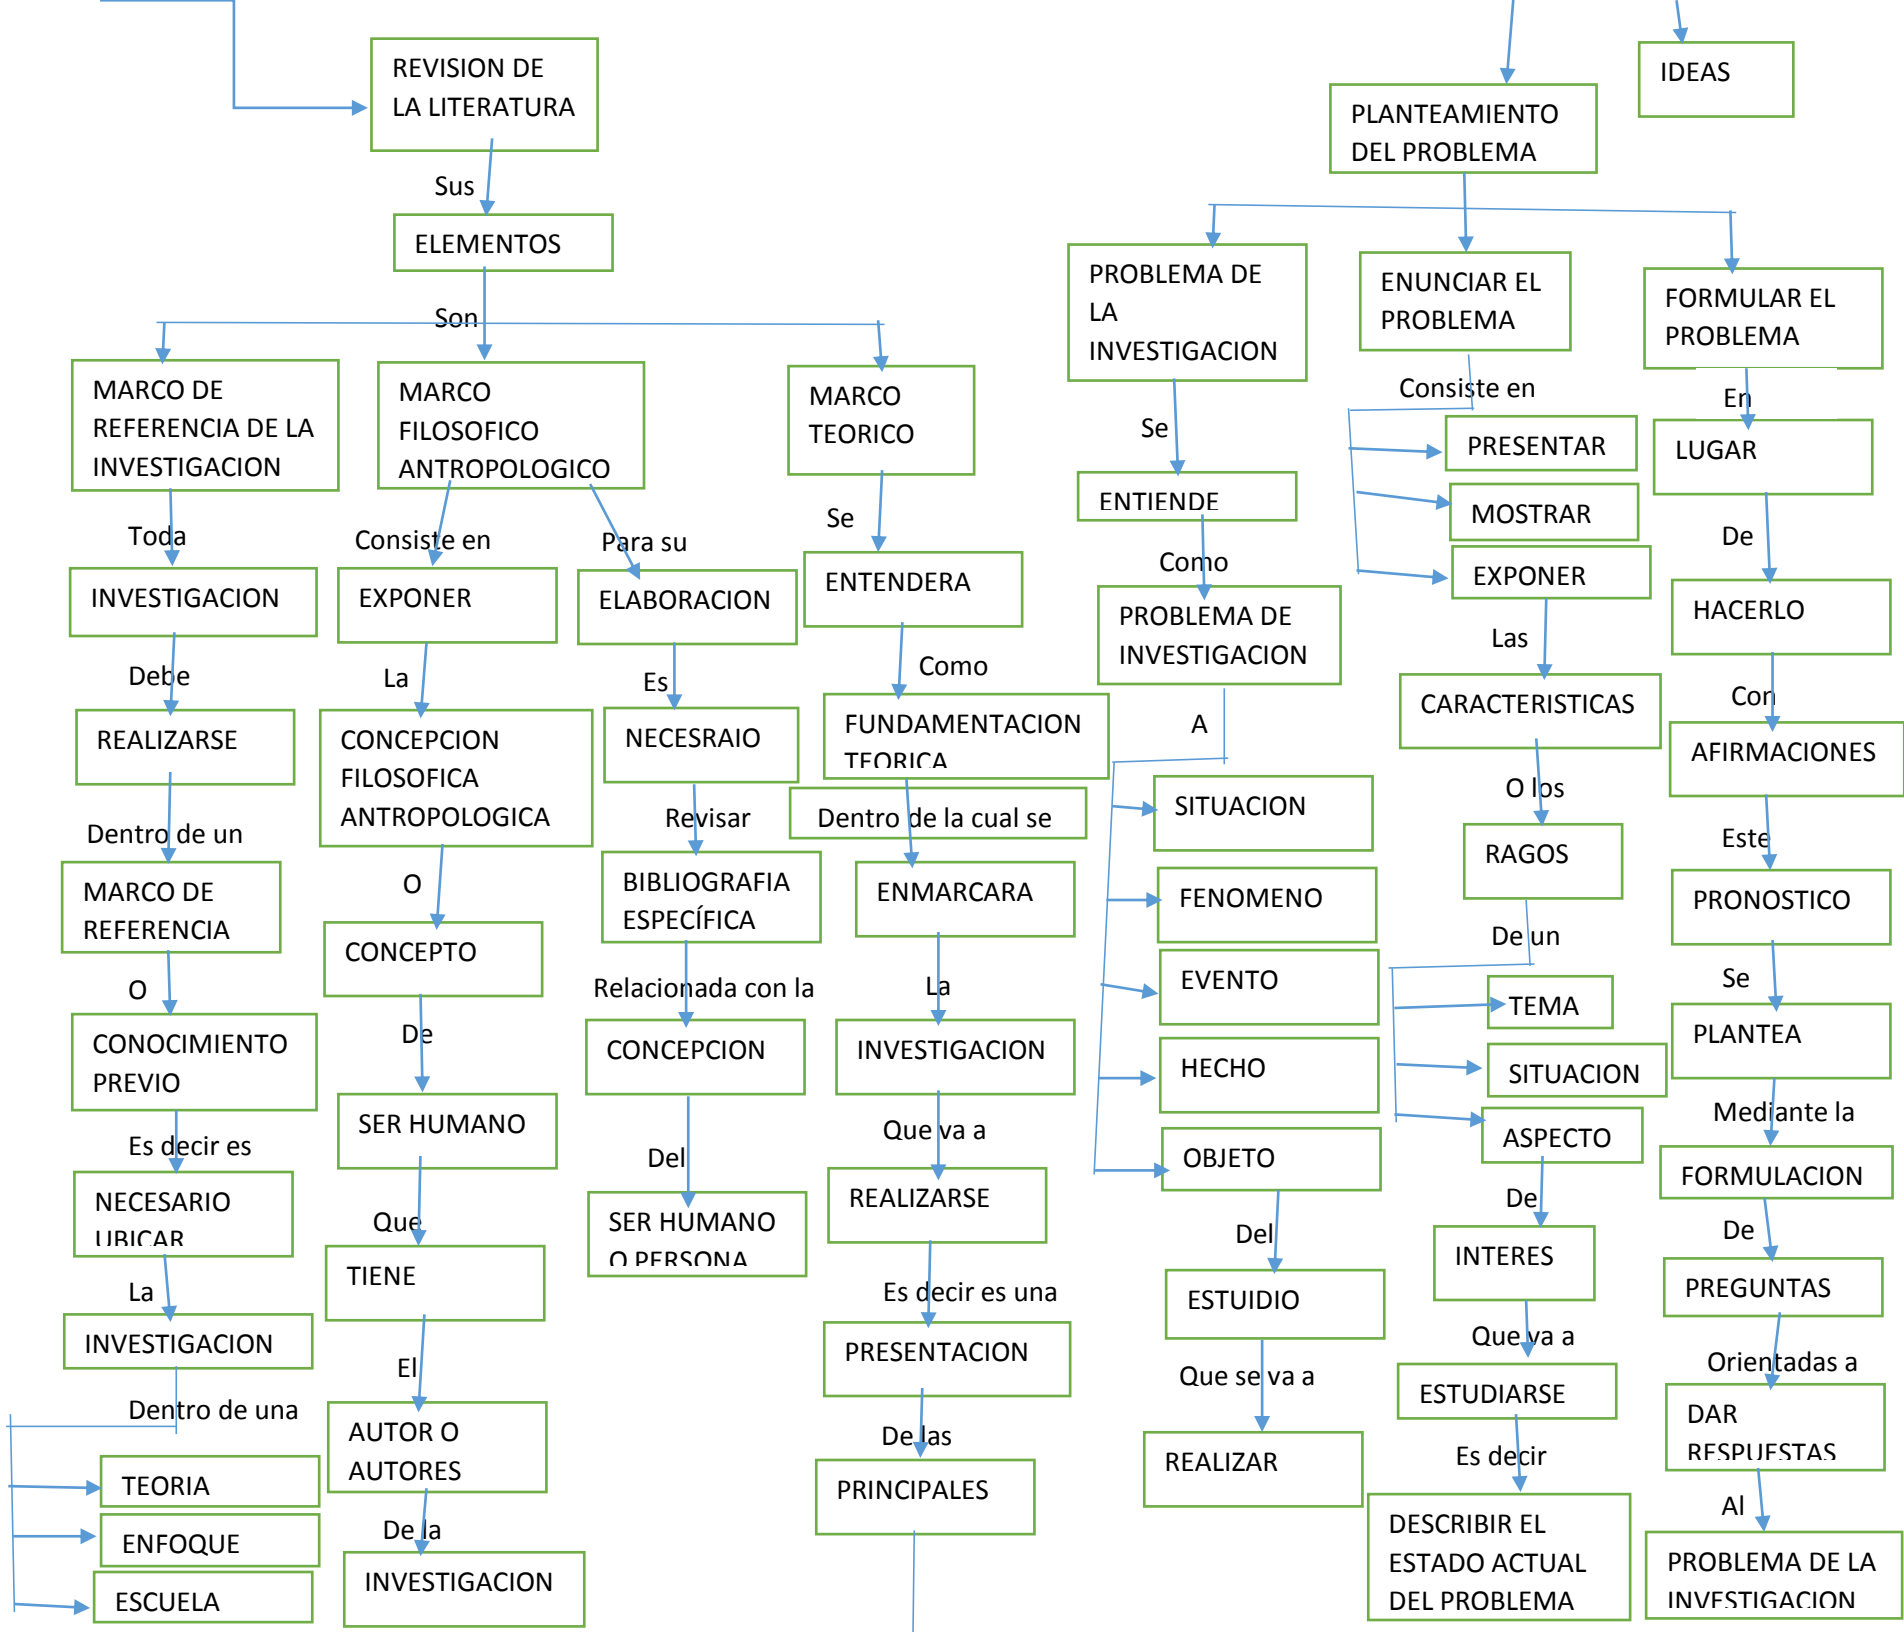 REVISION DE
LA LITERATURA
Sus
ELEMENTOS
Son
MARCO DE
REFERENCIA DE LA
INVESTIGACION
Toda
INVESTIGACION
Debe
REALIZARSE
Dentro de un
MARCO DE
REFERENCIA
O
CONOCIMIENTO
PREVIO
Es decir es
NECESARIO
UBICAR
La
INVESTIGACION
Dentro de una
TEORIA
ENFOQUE
ESCUELA
MARCO
FILOSOFICO
ANTROPOLOGICO
Consiste en
EXPONER
La
CONCEPCION
FILOSOFICA
ANTROPOLOGICA
O
CONCEPTO
De
SER HUMANO
Que
TIENE
El
AUTOR O
AUTORES
De la
INVESTIGACION
Para su
ELABORACION
Es
NECESRAIO
Revisar
BIBLIOGRAFIA
ESPECÍFICA
Relacionada con la
CONCEPCION
Del
SER HUMANO
O PERSONA
MARCO
TEORICO
Se
ENTENDERA
Como
FUNDAMENTACION
TEORICA
Dentro de la cual se
ENMARCARA
La
INVESTIGACION
Que va a
REALIZARSE
Es decir es una
PRESENTACION
De las
PRINCIPALES
IDEAS
PLANTEAMIENTO
DEL PROBLEMA
PROBLEMA DE
LA
INVESTIGACION
Se
ENTIENDE
Como
PROBLEMA DE
INVESTIGACION
A
SITUACION
FENOMENO
EVENTO
HECHO
OBJETO
Del
ESTUIDIO
Que se va a
REALIZAR
ENUNCIAR EL
PROBLEMA
Consiste en
PRESENTAR
MOSTRAR
EXPONER
Las
CARACTERISTICAS
O los
RAGOS
De un
TEMA
SITUACION
ASPECTO
De
INTERES
Que va a
ESTUDIARSE
Es decir
DESCRIBIR EL
ESTADO ACTUAL
DEL PROBLEMA
FORMULAR EL
PROBLEMA
En
LUGAR
De
HACERLO
Con
AFIRMACIONES
Este
PRONOSTICO
Se
PLANTEA
Mediante la
FORMULACION
De
PREGUNTAS
Orientadas a
DAR
RESPUESTAS
Al
PROBLEMA DE LA
INVESTIGACION